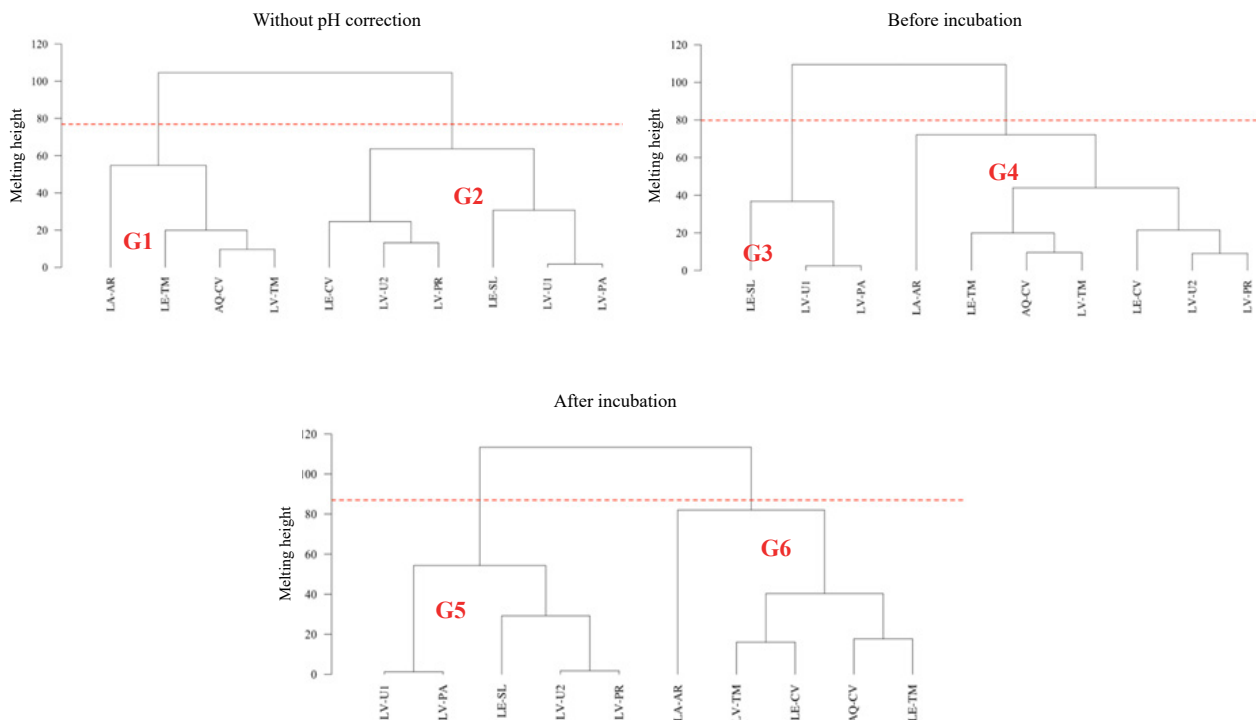 Without pH correction
Melting height
120
100
80
60
40
20
0
G1
G2
LA-AR
LE-TM
AQ-CV
LV-TM
LE-CV
LV-U2
LV-PR
LE-SL
LV-U1
LV-PA
Before incubation
Melting height
120
100
80
60
40
20
0
G3
G4
LE-SL
LV-U1
LV-PA
LA-AR
LE-TM
AQ-CV
LV-TM
LE-CV
LV-U2
LV-PR
After incubation
Melting height
120
100
80
60
40
20
0
G5
G6
LV-U1
LV-PA
LE-SL
LV-U2
LV-PR
LA-AR
LV-TM
LE-CV
AQ-CV
LE-TM